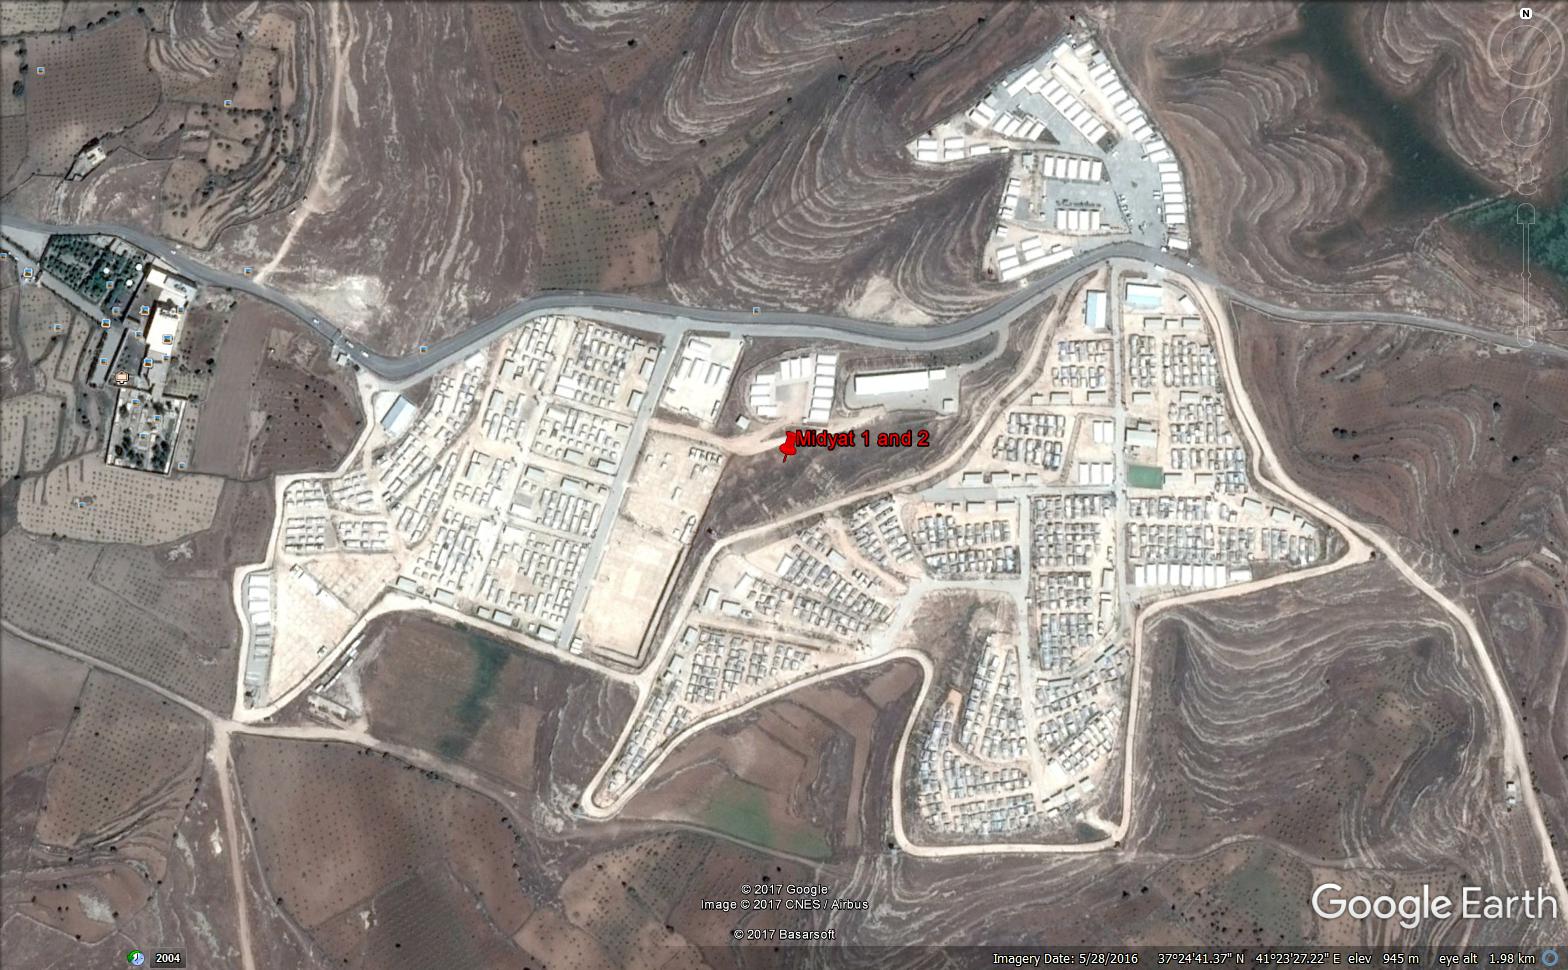 N
Midyat 1 and 2
© 2017 Google
Image © 2017 CNES / Airbus
© 2017 Basarsoft
Google Earth
2004
Imagery Date: 5/28/2016 37°24'41.37" N 41°23'27.22" E elev 945 m eye alt 1.98 km